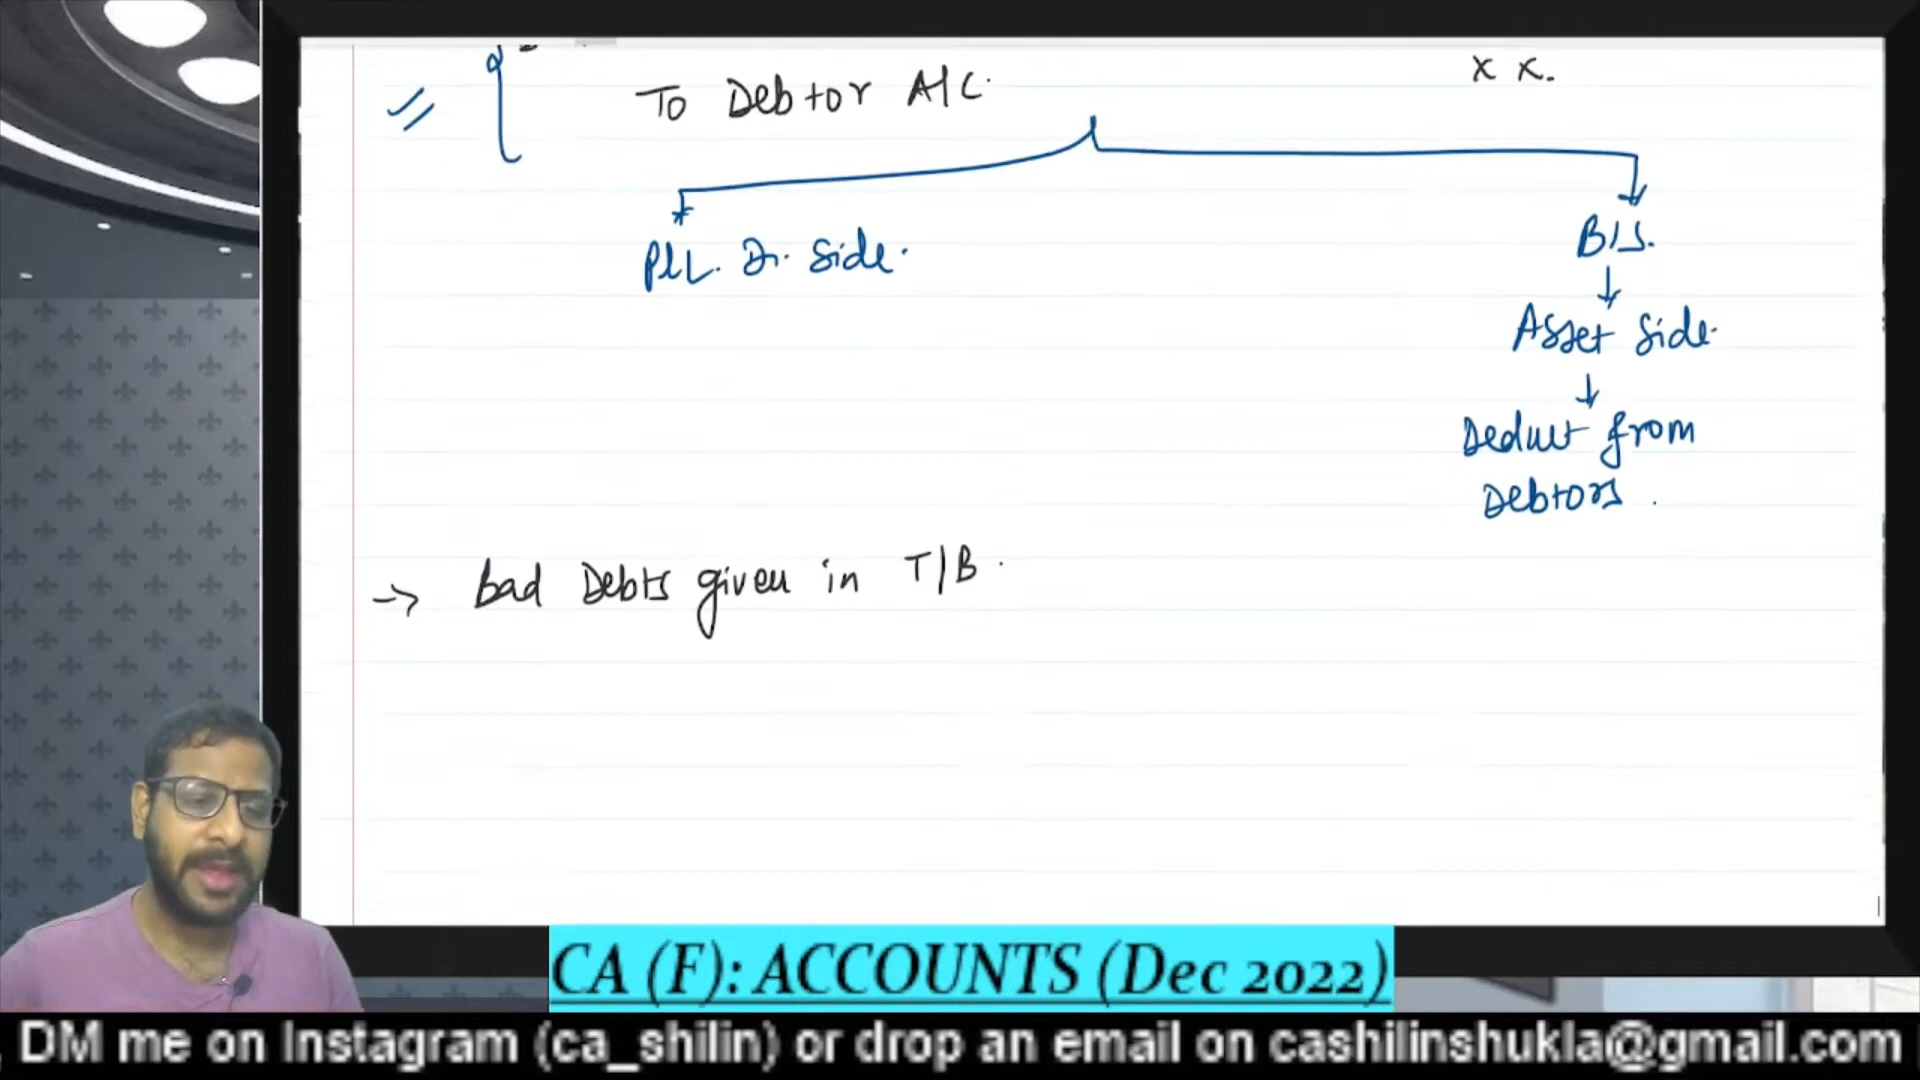 To Debtor A/C.
x x.
P&L. Dr. Side.
B/S.
Asset Side.
Deduct from
Debtors.
-> Bad Debts given in T/B.
CA (F): ACCOUNTS (Dec 2022)
DM me on Instagram (ca_shilin) or drop an email on cashilinshukla@gmail.com